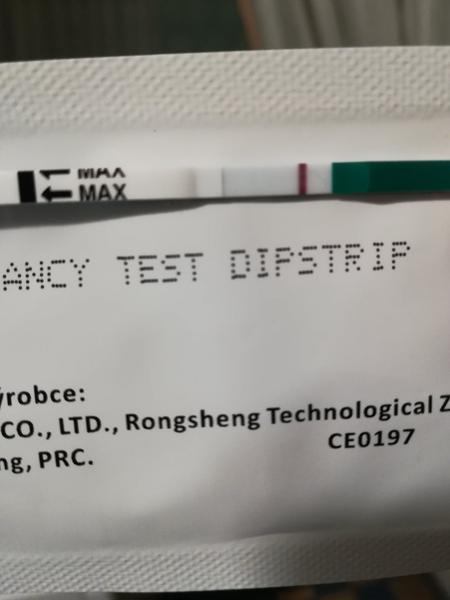 MAX
MAX
ANCY TEST DIPSTRIP
ýrobce:
CO., LTD., Rongsheng Technological Z
ng, PRC.
CE0197